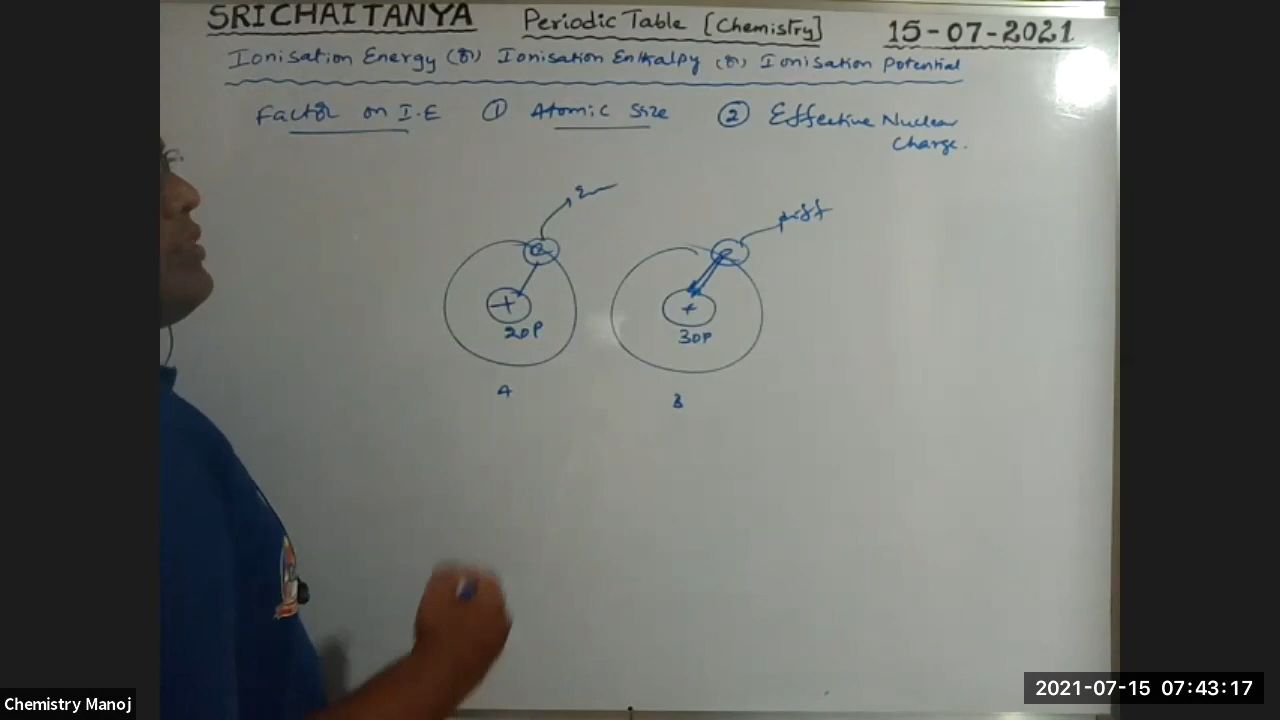 SRICHAITANYA Periodic Table [Chemistry] 15-07-2021
Ionisation Energy (or) Ionisation Enthalpy (or) Ionisation Potential
Factor on I.E ① Atomic Size ② Effective Nuclear
Charge.
e
e
+
+
20P
30P
Chemistry Manoj
2021-07-15 07:43:17